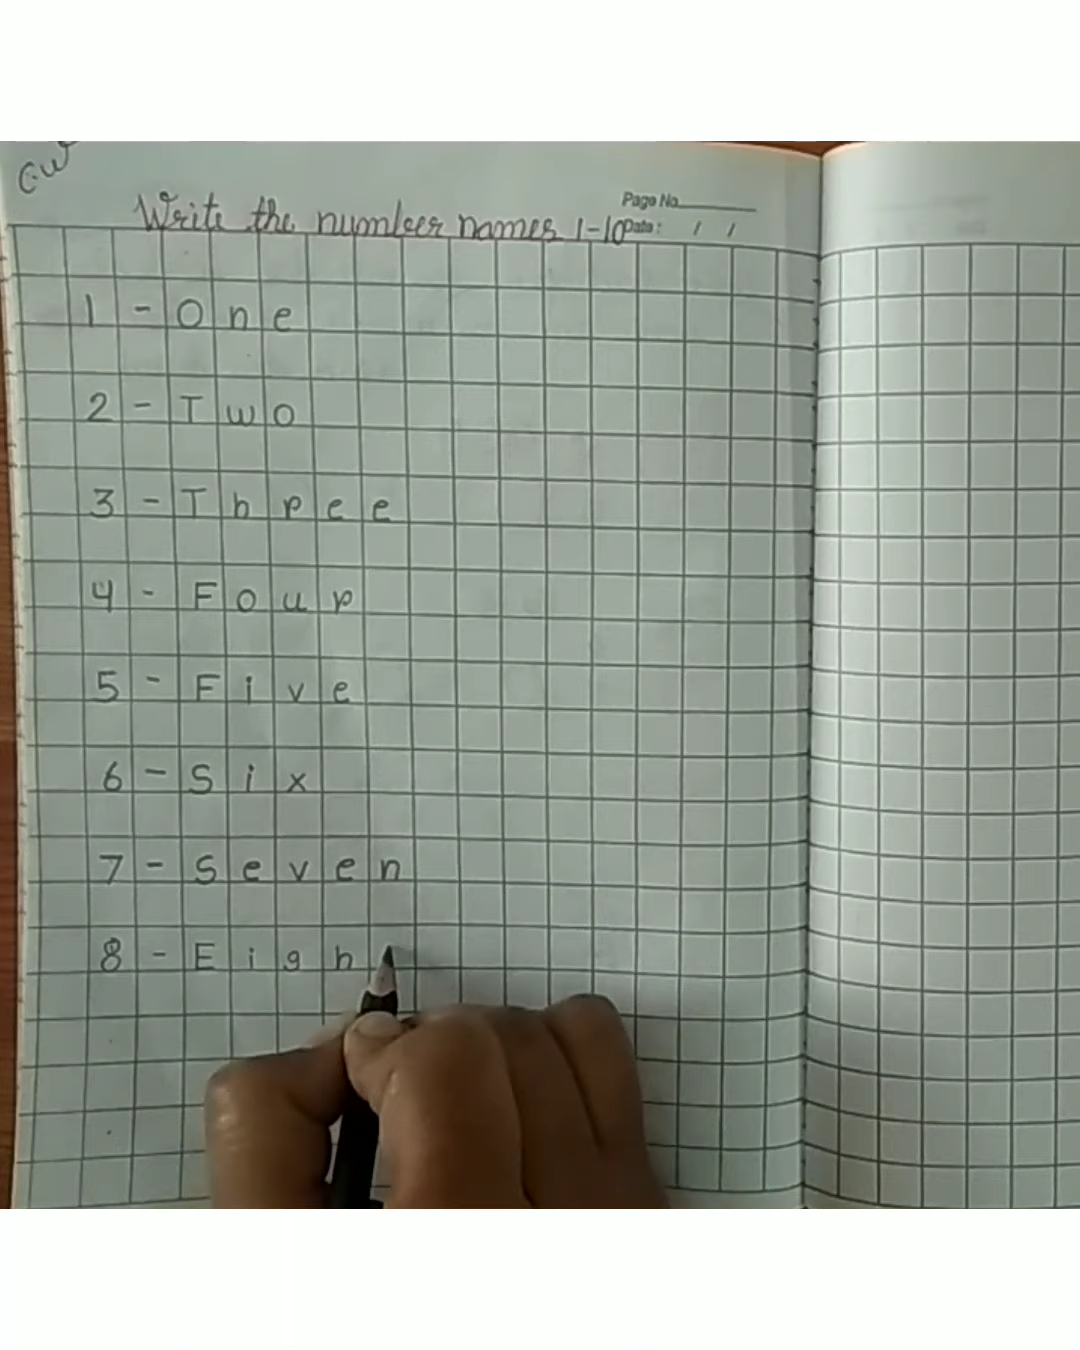 C.W
Write the number names 1-10
Page No.
Date: / /
1 - One
2 - Two
3 - Three
4 - Four
5 - Five
6 - Six
7 - Seven
8 - Eigh